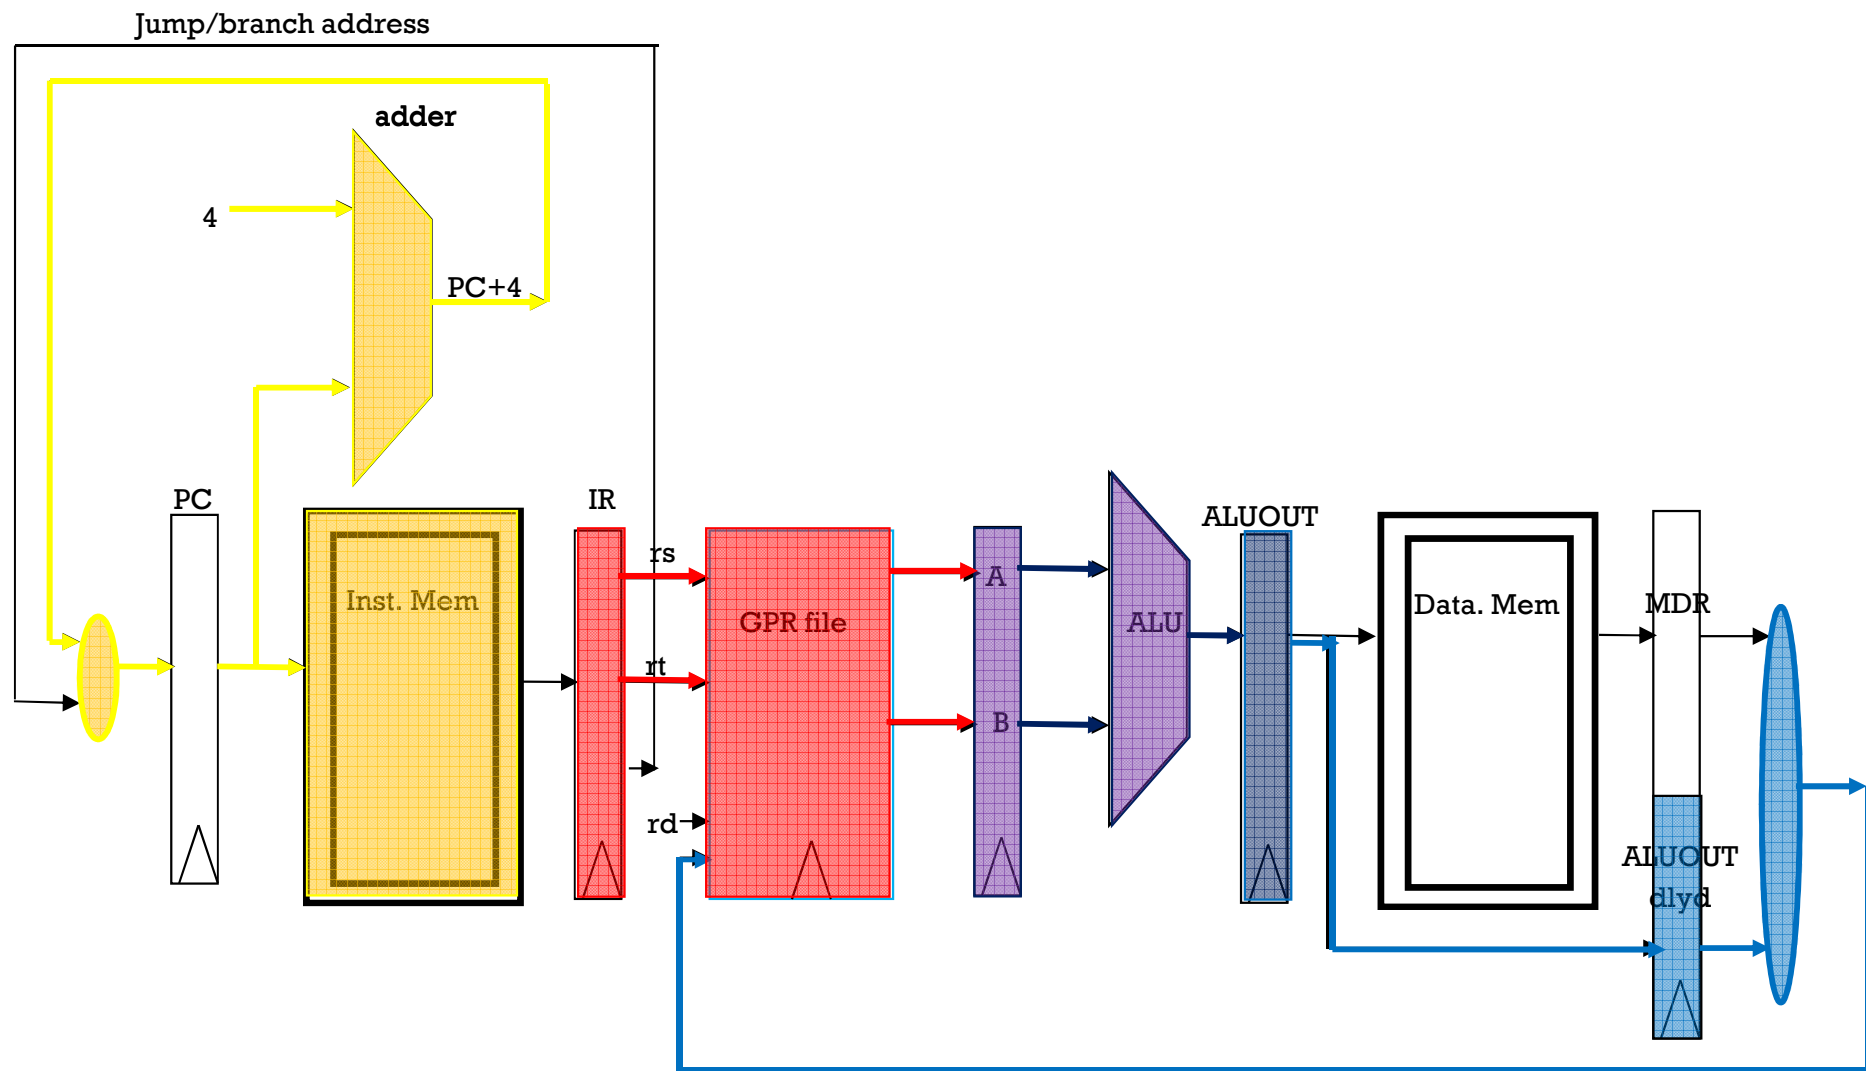 Jump/branch address
adder
4
PC+4
PC
IR
ALUOUT
rs
Inst. Mem
GPR file
A
ALU
Data. Mem
MDR
rt
B
rd
ALUOUT
dlyd